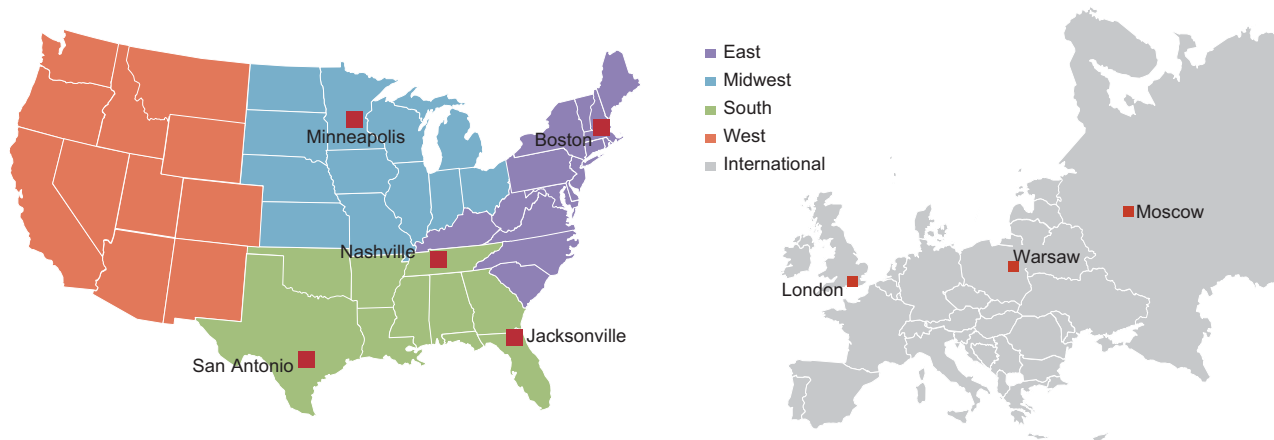 East
Midwest
South
West
International
Minneapolis
Boston
Nashville
Jacksonville
San Antonio
Moscow
Warsaw
London